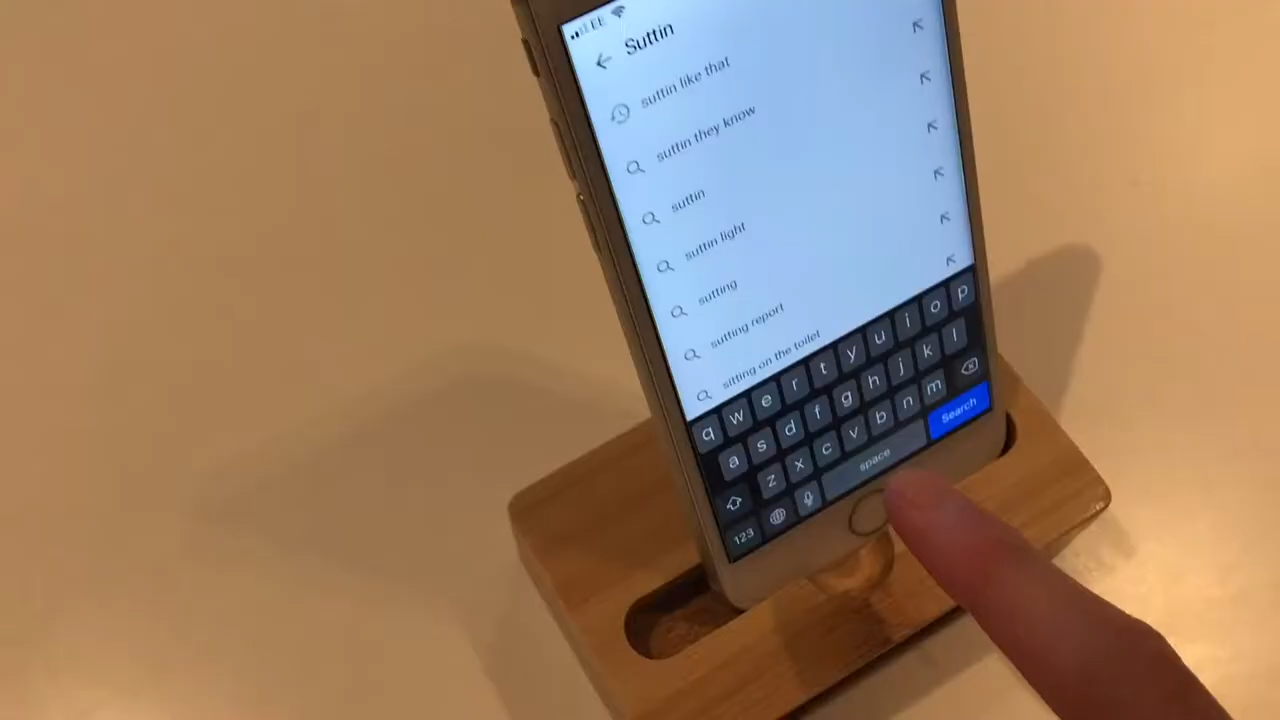 EE
Suttin
suttin like that
suttin they know
suttin
suttin light
sutting
sutting report
sitting on the toilet
q w e r t y u i o p
a s d f g h j k l
z x c v b n m
123 space Search